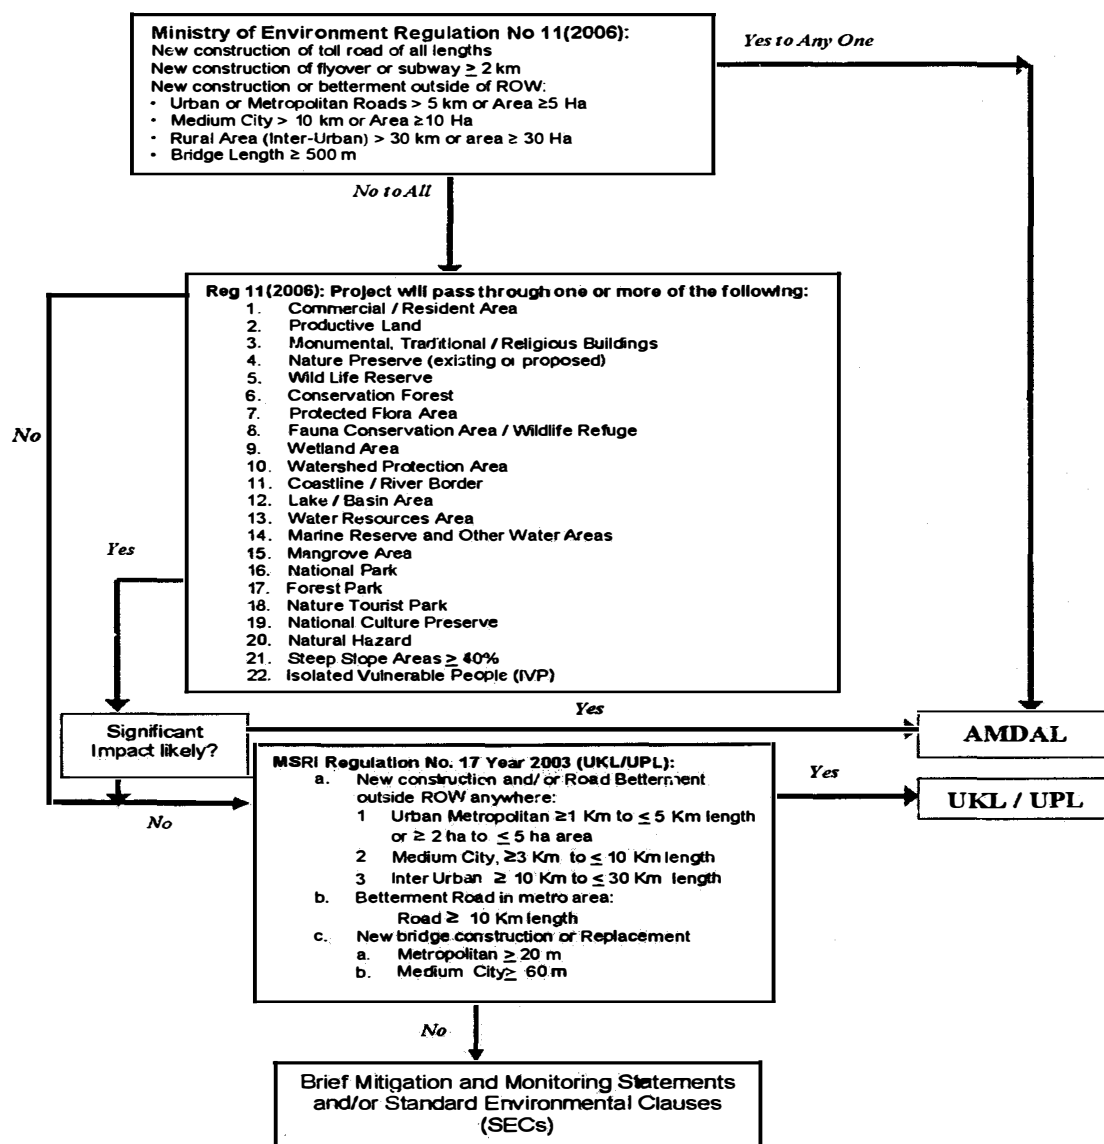 Ministry of Environment Regulation No 11(2006):
New construction of toll road of all lengths
New construction of flyover or subway ≥ 2 km
New construction or betterment outside of ROW:
• Urban or Metropolitan Roads > 5 km or Area ≥5 Ha
• Medium City > 10 km or Area ≥10 Ha
• Rural Area (Inter-Urban) > 30 km or area ≥ 30 Ha
• Bridge Length ≥ 500 m
Yes to Any One
No to All
Reg 11(2006): Project will pass through one or more of the following:
1. Commercial / Resident Area
2. Productive Land
3. Monumental, Traditional / Religious Buildings
4. Nature Preserve (existing or proposed)
5. Wild Life Reserve
6. Conservation Forest
7. Protected Flora Area
8. Fauna Conservation Area / Wildlife Refuge
9. Wetland Area
10. Watershed Protection Area
11. Coastline / River Border
12. Lake / Basin Area
13. Water Resources Area
14. Marine Reserve and Other Water Areas
15. Mangrove Area
16. National Park
17. Forest Park
18. Nature Tourist Park
19. National Culture Preserve
20. Natural Hazard
21. Steep Slope Areas ≥ 40%
22. Isolated Vulnerable People (IVP)
No
Yes
Significant
Impact likely?
Yes
AMDAL
No
MSRI Regulation No. 17 Year 2003 (UKL/UPL):
a. New construction and/ or Road Betterment
outside ROW anywhere:
1 Urban Metropolitan ≥1 Km to ≤ 5 Km length
or ≥ 2 ha to ≤ 5 ha area
2 Medium City, ≥3 Km to ≤ 10 Km length
3 Inter Urban ≥ 10 Km to ≤ 30 Km length
b. Betterment Road in metro area:
Road ≥ 10 Km length
c. New bridge construction or Replacement
a. Metropolitan ≥ 20 m
b. Medium City≥ 60 m
Yes
UKL / UPL
No
Brief Mitigation and Monitoring Statements
and/or Standard Environmental Clauses
(SECs)